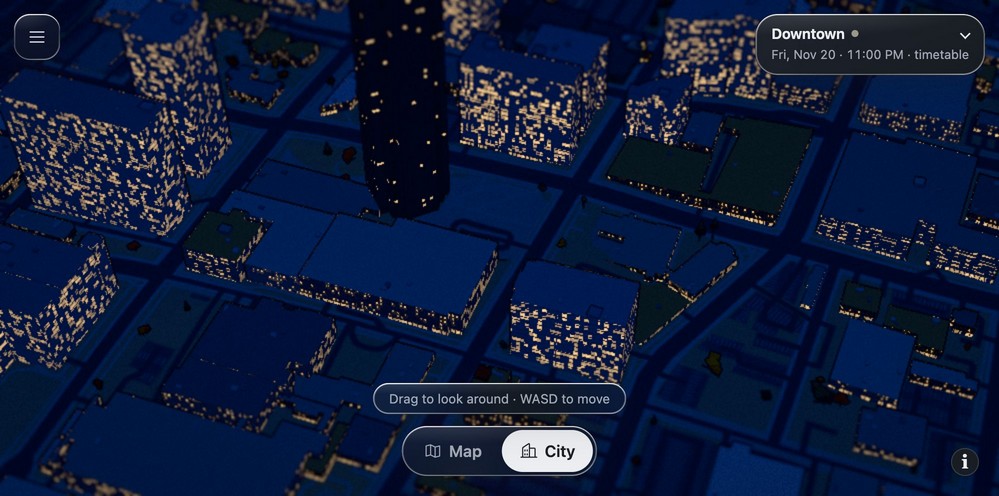 Downtown
Fri, Nov 20 · 11:00 PM · timetable
Drag to look around · WASD to move
Map
City
i